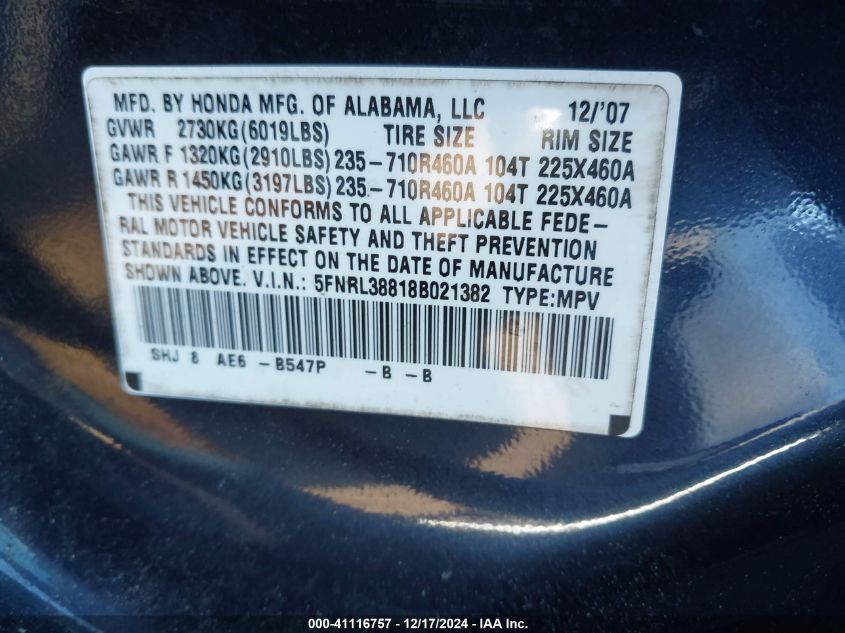 MFD. BY HONDA MFG. OF ALABAMA, LLC 12/'07
GVWR 2730KG(6019LBS) TIRE SIZE RIM SIZE
GAWR F 1320KG(2910LBS) 235-710R460A 104T 225X460A
GAWR R 1450KG(3197LBS) 235-710R460A 104T 225X460A
THIS VEHICLE CONFORMS TO ALL APPLICABLE FEDE-
RAL MOTOR VEHICLE SAFETY AND THEFT PREVENTION
STANDARDS IN EFFECT ON THE DATE OF MANUFACTURE
SHOWN ABOVE. V.I.N.: 5FNRL38818B021382 TYPE:MPV
SHJ 8 AE6 -B547P -B -B
000-41116757 - 12/17/2024 - IAA Inc.